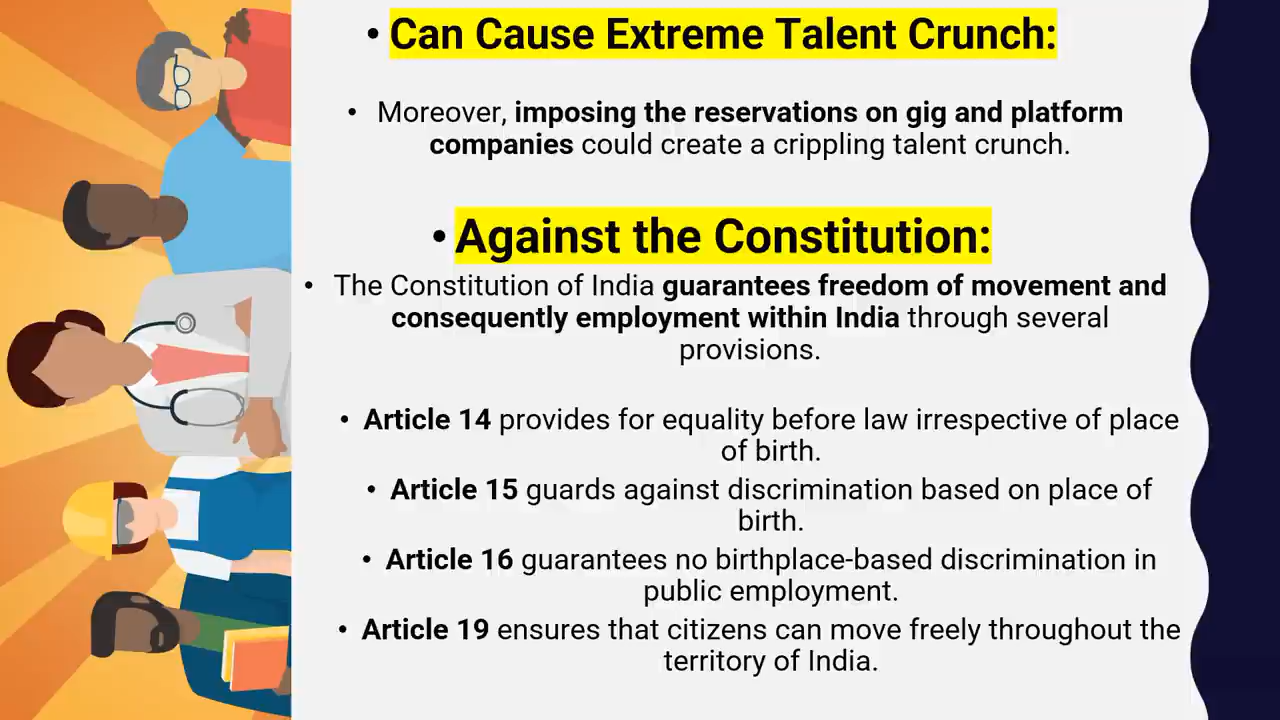 • Can Cause Extreme Talent Crunch:
• Moreover, imposing the reservations on gig and platform
companies could create a crippling talent crunch.
• Against the Constitution:
• The Constitution of India guarantees freedom of movement and
consequently employment within India through several
provisions.
• Article 14 provides for equality before law irrespective of place
of birth.
• Article 15 guards against discrimination based on place of
birth.
• Article 16 guarantees no birthplace-based discrimination in
public employment.
• Article 19 ensures that citizens can move freely throughout the
territory of India.